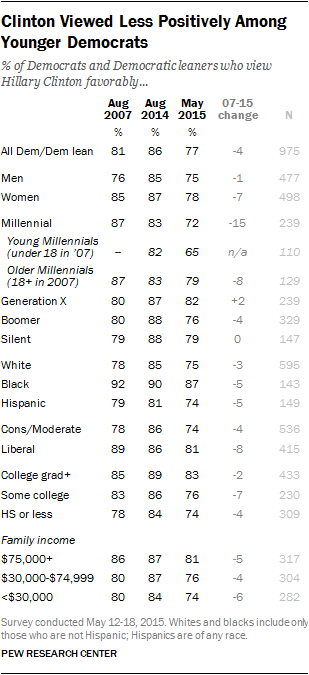 Clinton Viewed Less Positively Among
Younger Democrats
% of Democrats and Democratic leaners who view
Hillary Clinton favorably...
Aug 2007 Aug 2014 May 2015 07-15 change N
% % %
All Dem/Dem lean 81 86 77 -4 975
Men 76 85 75 -1 477
Women 85 87 78 -7 498
Millennial 87 83 72 -15 239
Young Millennials
(under 18 in '07) – 82 65 n/a 110
Older Millennials
(18+ in 2007) 87 83 79 -8 129
Generation X 80 87 82 +2 239
Boomer 80 88 76 -4 329
Silent 79 88 79 0 147
White 78 85 75 -3 595
Black 92 90 87 -5 143
Hispanic 79 81 74 -5 149
Cons/Moderate 78 86 74 -4 536
Liberal 89 86 81 -8 415
College grad+ 85 89 83 -2 433
Some college 83 86 76 -7 230
HS or less 78 84 74 -4 309
Family income
$75,000+ 86 87 81 -5 317
$30,000-$74,999 80 87 76 -4 304
<$30,000 80 84 74 -6 282
Survey conducted May 12-18, 2015. Whites and blacks include only
those who are not Hispanic; Hispanics are of any race.
PEW RESEARCH CENTER